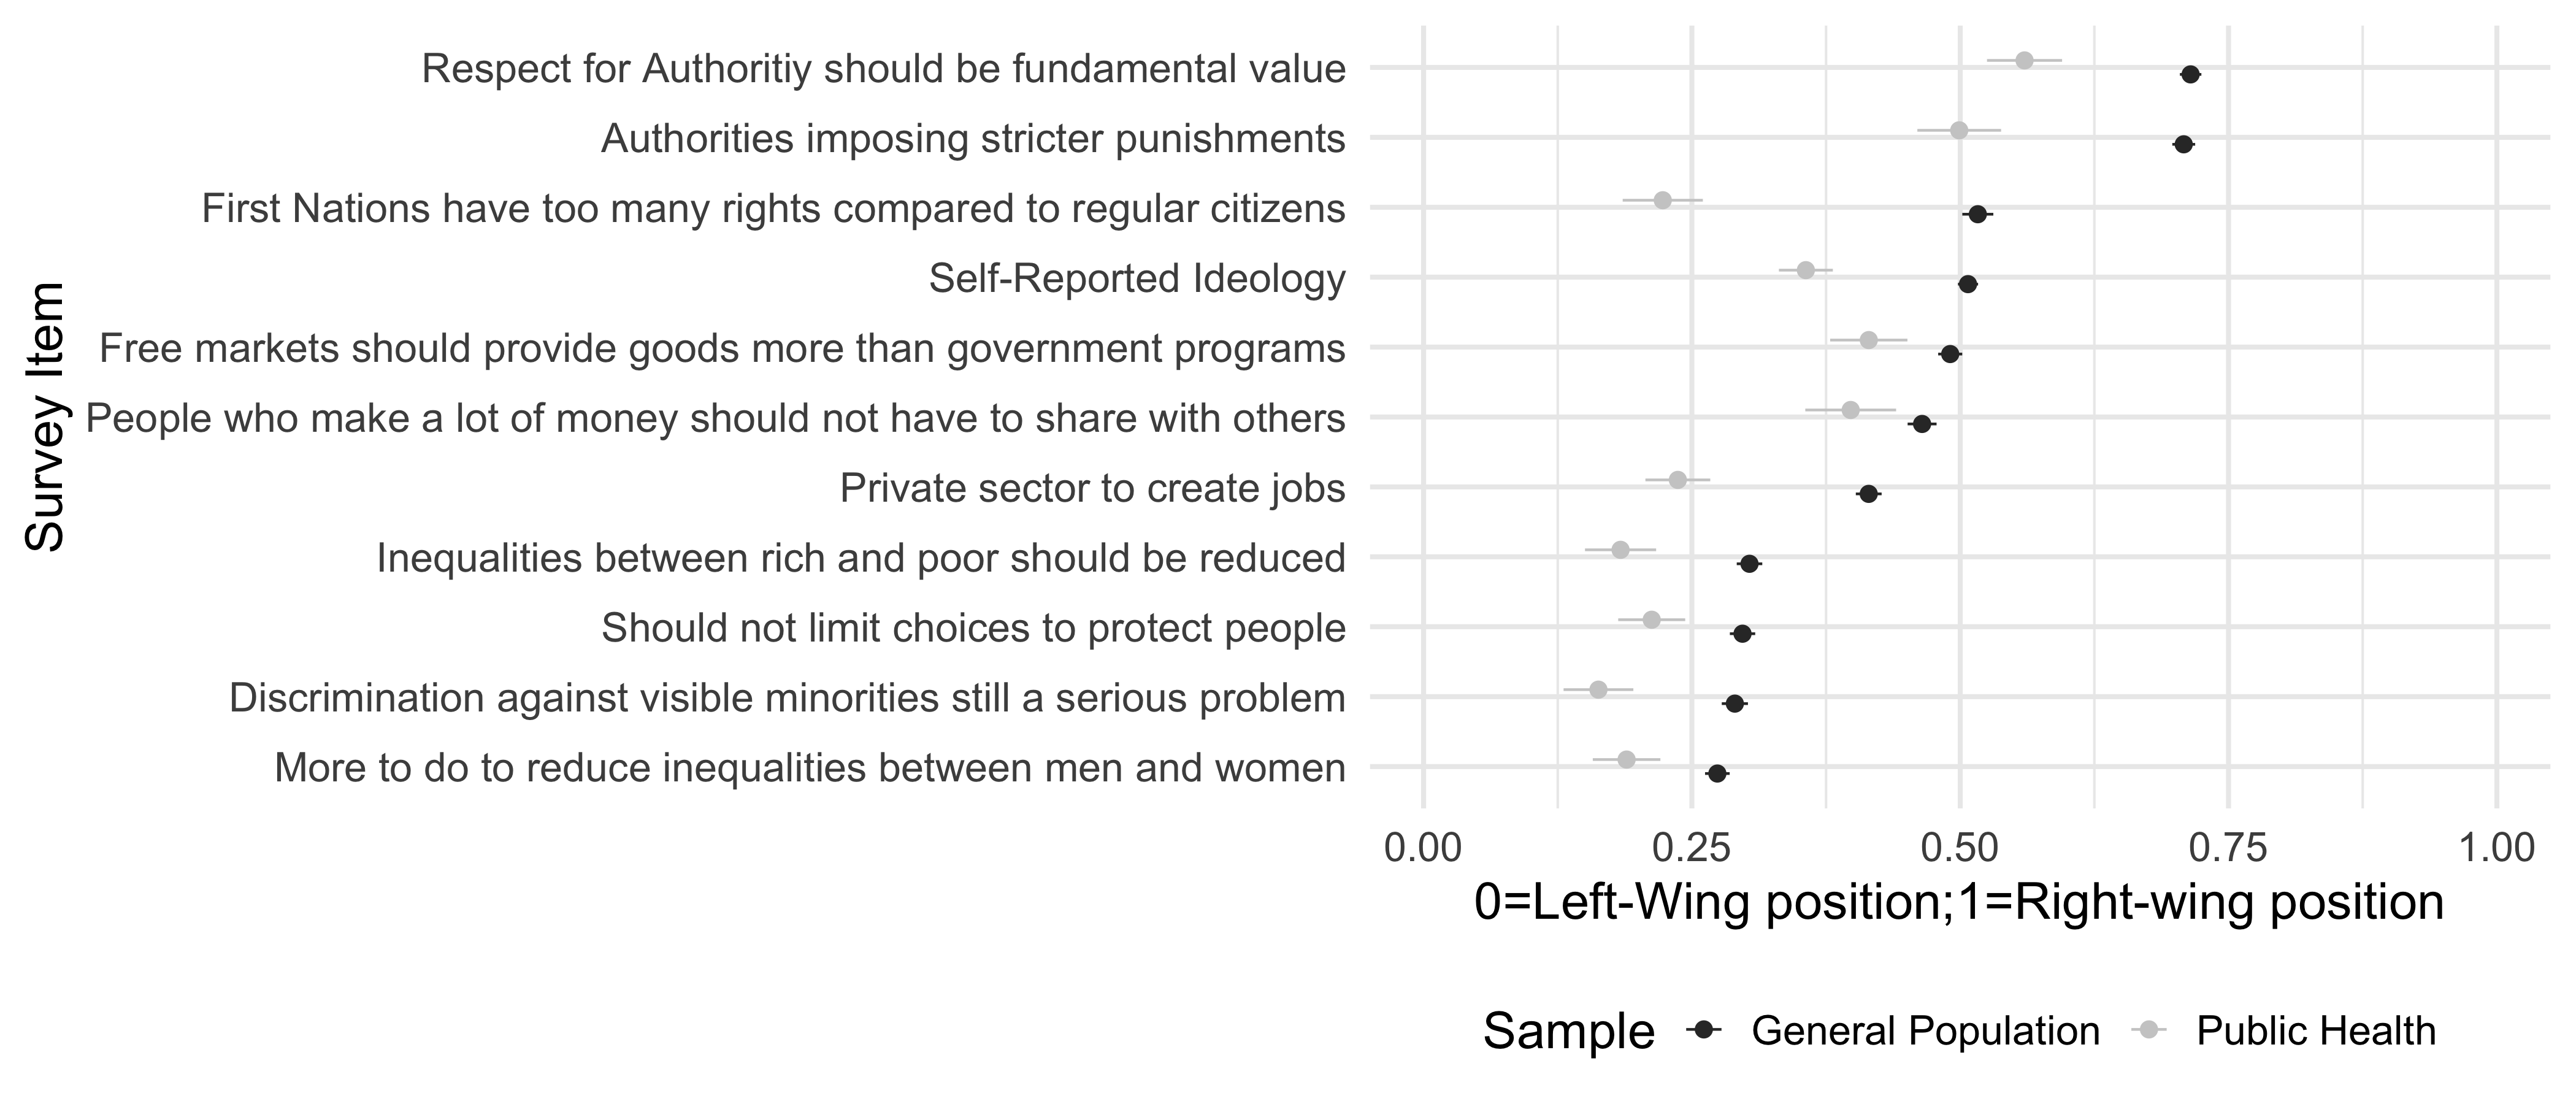 Respect for Authoritiy should be fundamental value
Authorities imposing stricter punishments
First Nations have too many rights compared to regular citizens
Self-Reported Ideology
Free markets should provide goods more than government programs
People who make a lot of money should not have to share with others
Private sector to create jobs
Inequalities between rich and poor should be reduced
Should not limit choices to protect people
Discrimination against visible minorities still a serious problem
More to do to reduce inequalities between men and women
Survey Item
0.00 0.25 0.50 0.75 1.00
0=Left-Wing position;1=Right-wing position
Sample General Population Public Health